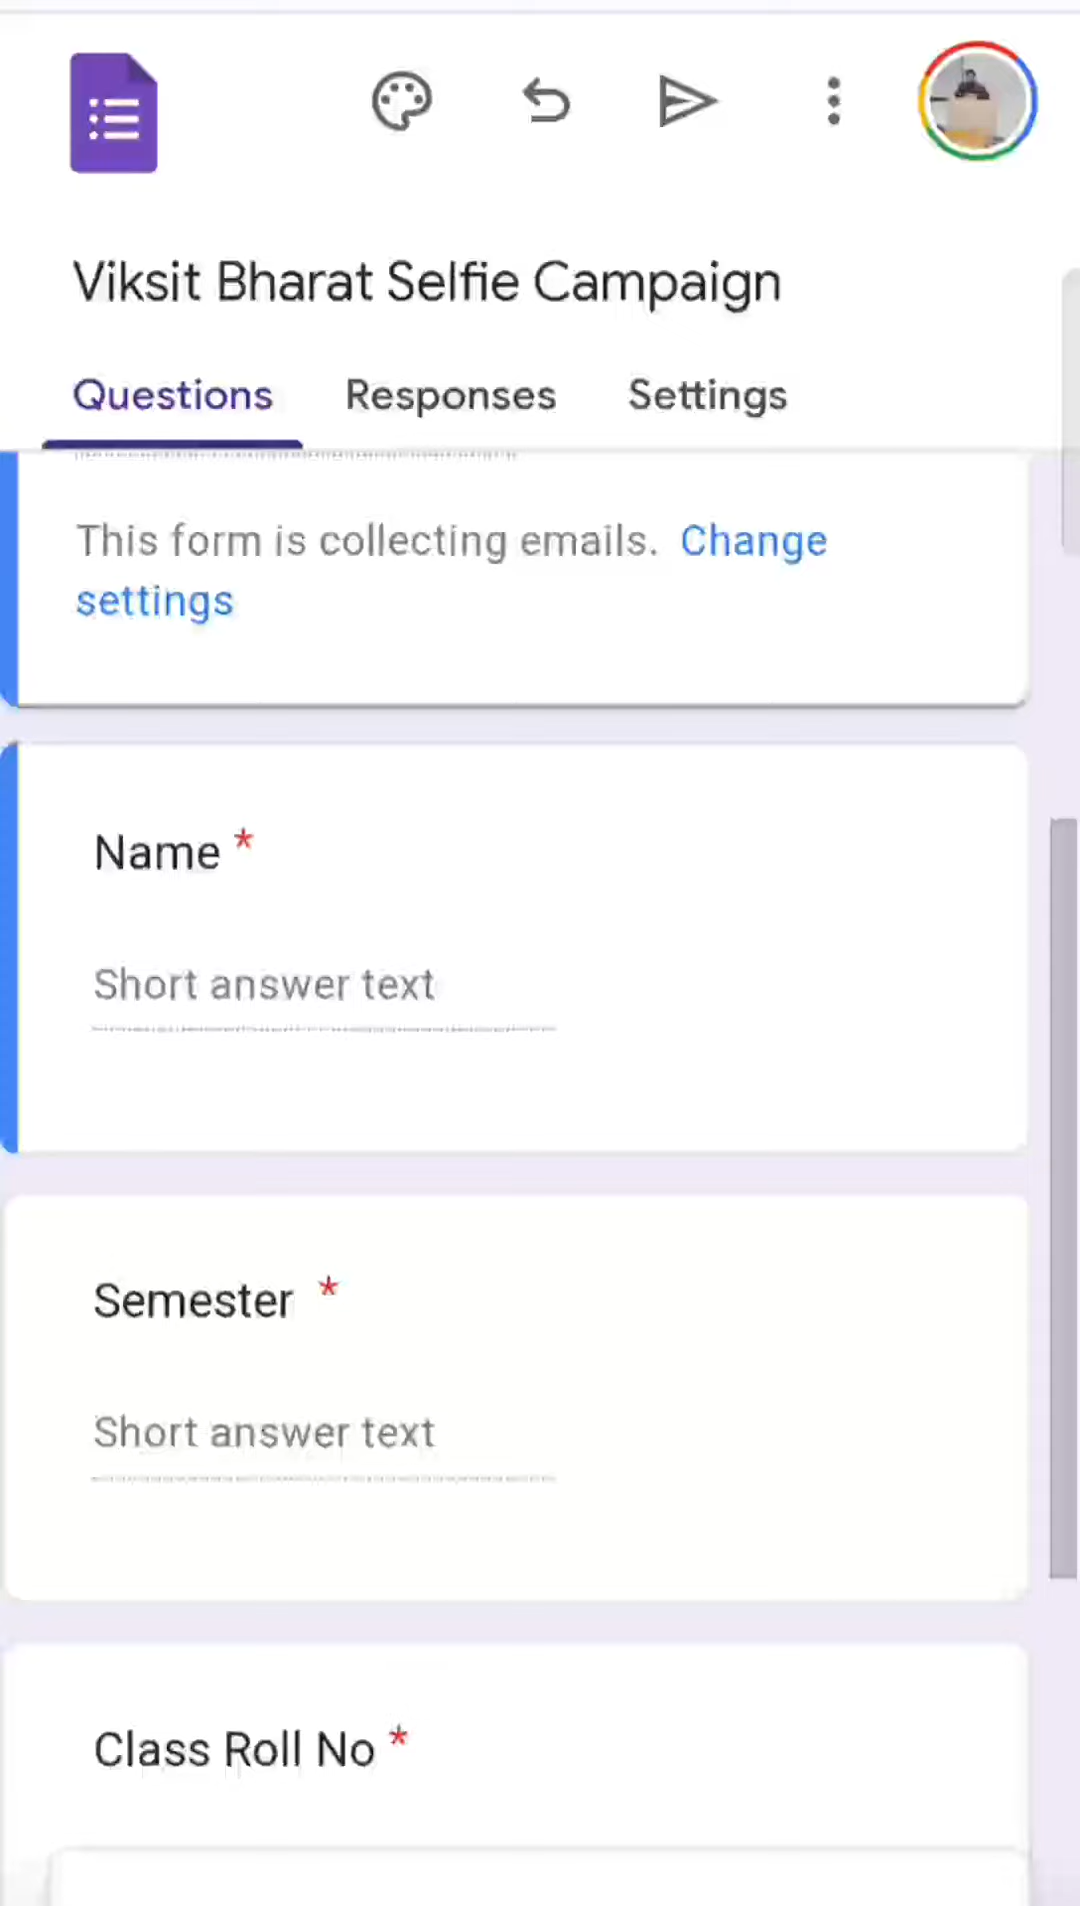 Viksit Bharat Selfie Campaign
Questions Responses Settings
This form is collecting emails. Change
settings
Name *
Short answer text
Semester *
Short answer text
Class Roll No *